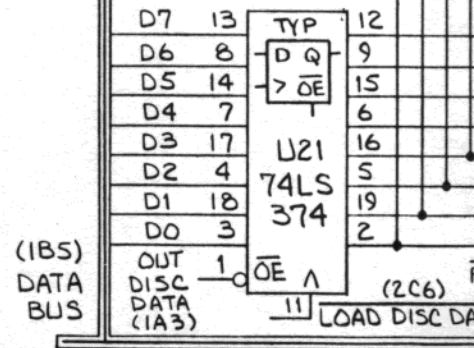 D7 13 TYP 12
D6 8 D Q 9
D5 14 > OE 15
D4 7 6
D3 17 U21 16
D2 4 74LS 5
D1 18 374 19
D0 3 2
(1B5)
DATA
BUS
OUT
DISC
DATA
(1A3)
1 OE
11
(2C6)
LOAD DISC DA